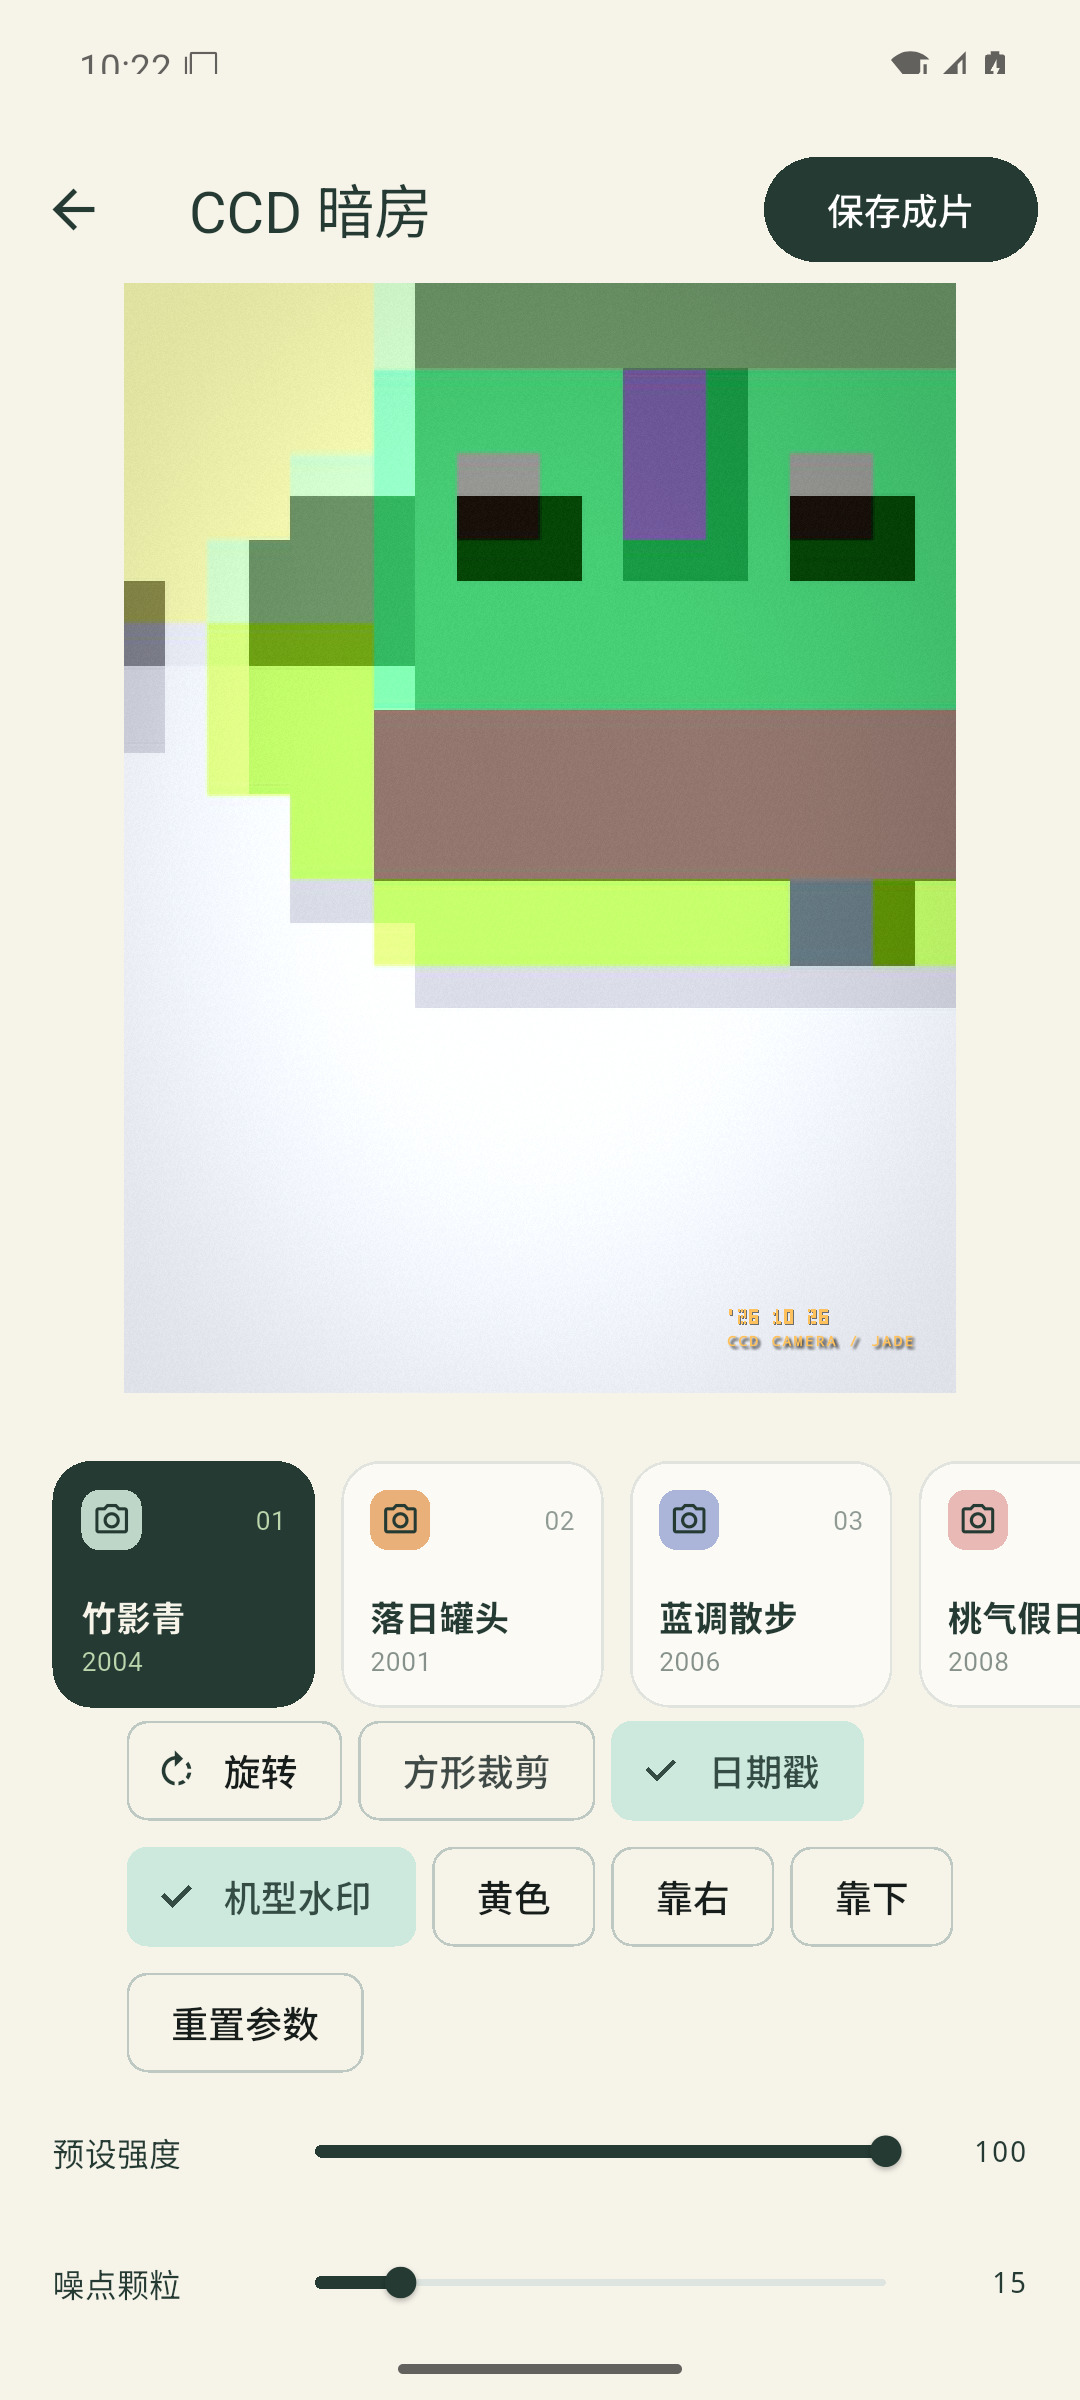 10:22
CCD 暗房
保存成片
'26 10 26
CCD CAMERA / JADE
01
02
03
竹影青
落日罐头
蓝调散步
桃气假日
2004
2001
2006
2008
旋转
方形裁剪
日期戳
机型水印
黄色
靠右
靠下
重置参数
预设强度
100
噪点颗粒
15